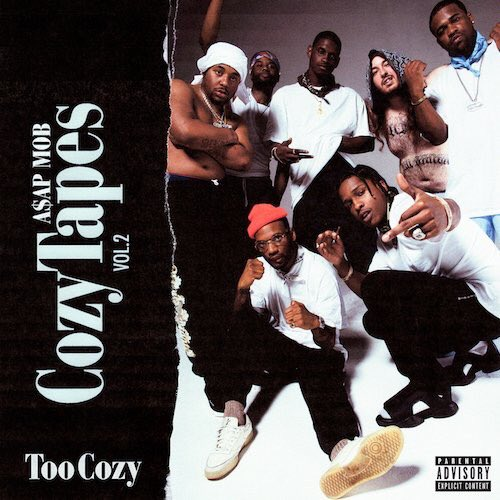 A$AP MOB
Cozy Tapes
VOL.2
Too Cozy
PARENTAL
ADVISORY
EXPLICIT CONTENT